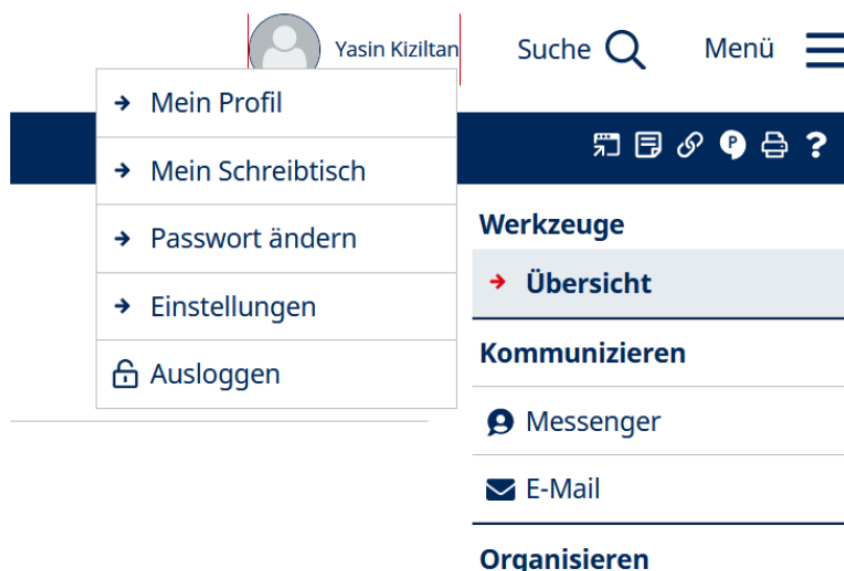 Yasin Kiziltan
Suche
Menü
Mein Profil
Mein Schreibtisch
Passwort ändern
Einstellungen
Ausloggen
P
?
Werkzeuge
Übersicht
Kommunizieren
Messenger
E-Mail
Organisieren